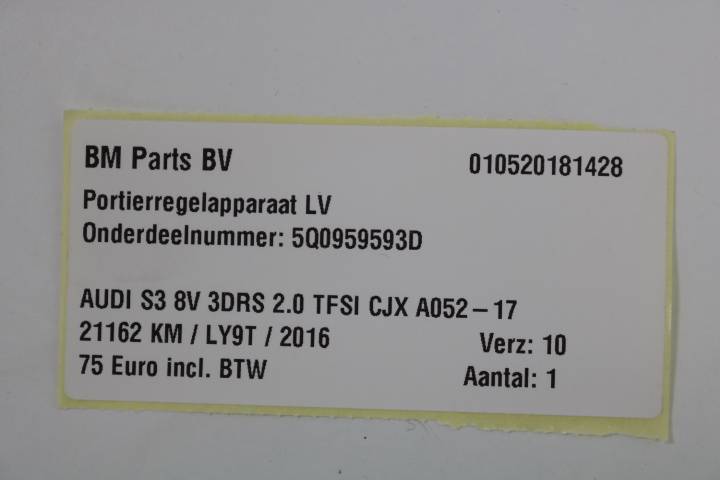 BM Parts BV 010520181428
Portierregelapparaat LV
Onderdeelnummer: 5Q0959593D
AUDI S3 8V 3DRS 2.0 TFSI CJX A052-17
21162 KM / LY9T / 2016 Verz: 10
75 Euro incl. BTW Aantal: 1